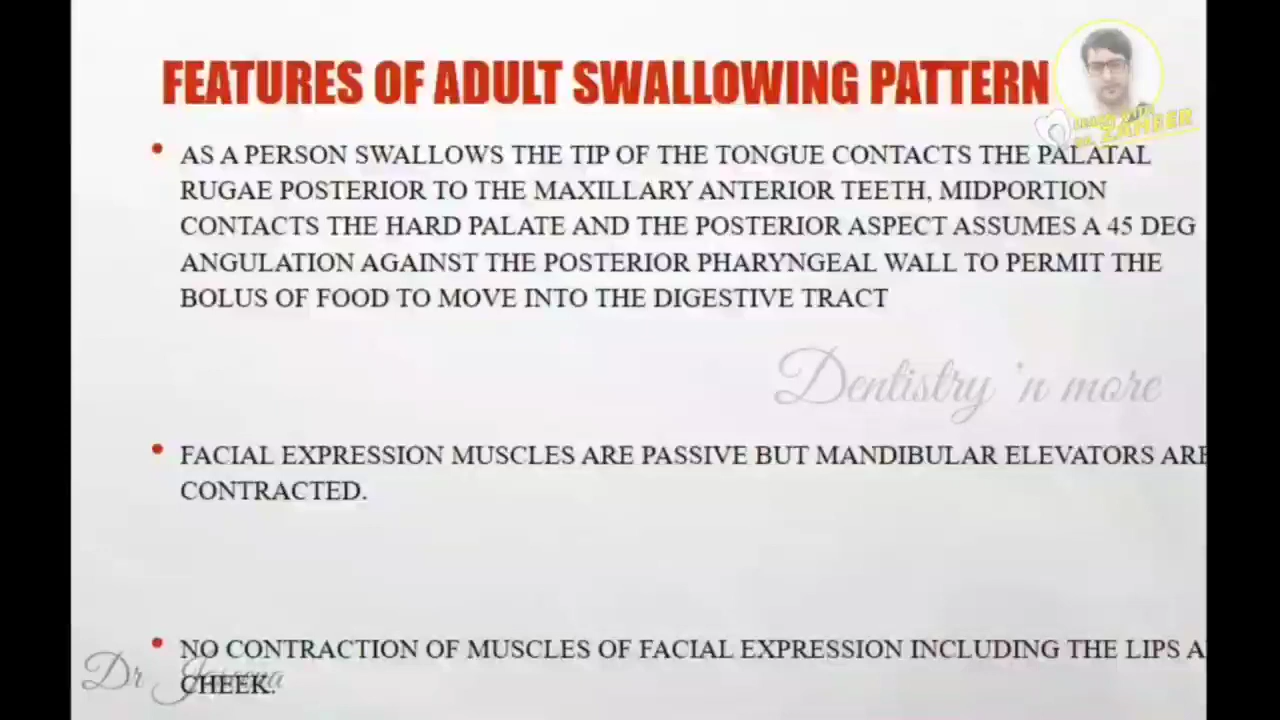 FEATURES OF ADULT SWALLOWING PATTERN
• AS A PERSON SWALLOWS THE TIP OF THE TONGUE CONTACTS THE PALATAL
RUGAE POSTERIOR TO THE MAXILLARY ANTERIOR TEETH, MIDPORTION
CONTACTS THE HARD PALATE AND THE POSTERIOR ASPECT ASSUMES A 45 DEG
ANGULATION AGAINST THE POSTERIOR PHARYNGEAL WALL TO PERMIT THE
BOLUS OF FOOD TO MOVE INTO THE DIGESTIVE TRACT
Dentistry 'n more
• FACIAL EXPRESSION MUSCLES ARE PASSIVE BUT MANDIBULAR ELEVATORS ARE
CONTRACTED.
• NO CONTRACTION OF MUSCLES OF FACIAL EXPRESSION INCLUDING THE LIPS A
CHEEK.
Dr